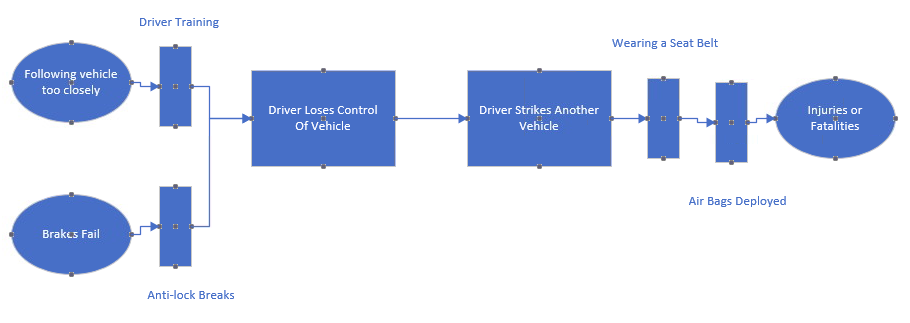 Driver Training
Wearing a Seat Belt
Following vehicle
too closely
Driver Loses Control
Of Vehicle
Driver Strikes Another
Vehicle
Injuries or
Fatalities
Air Bags Deployed
Brakes Fail
Anti-lock Breaks